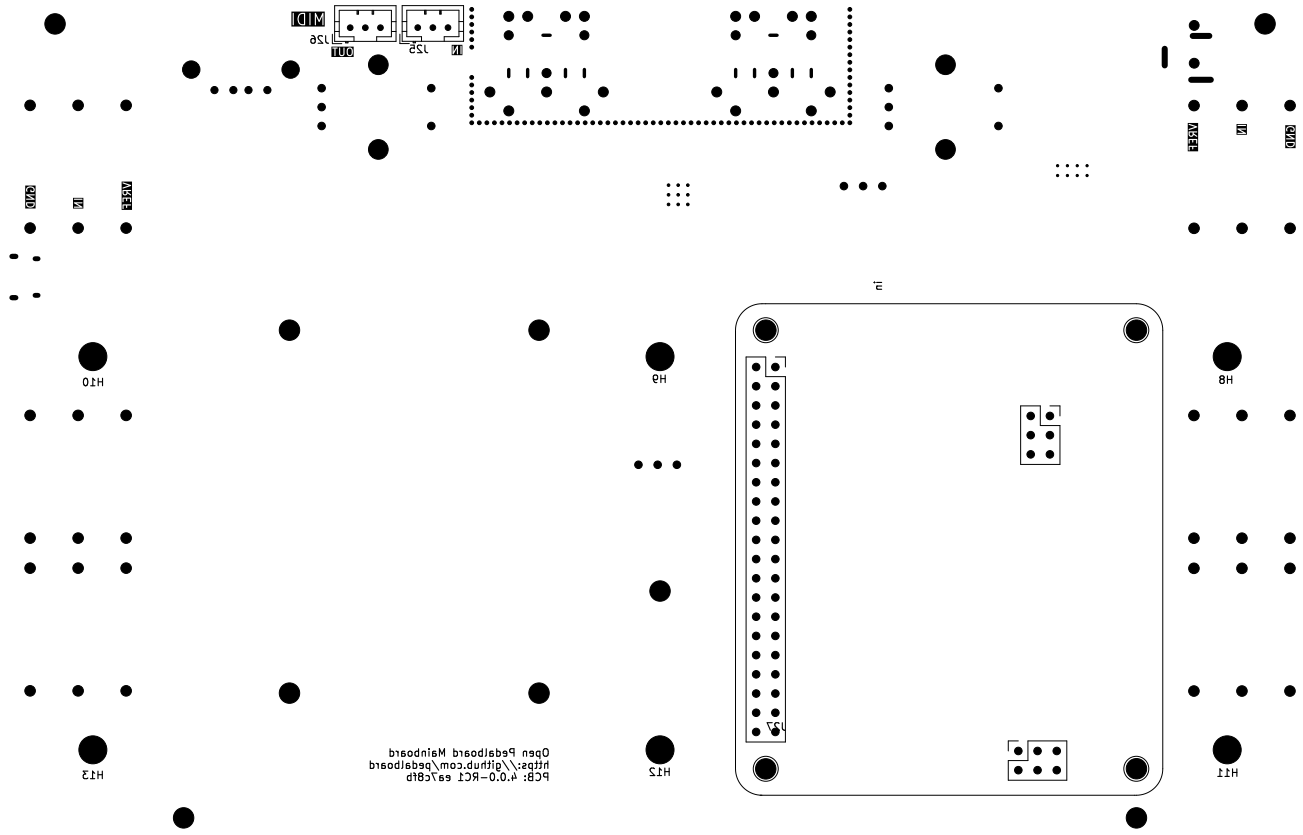 MIDI
J26
OUT
J25
IN
VREF
IN
GND
GND
IN
VREF
H10
H9
H8
J27
Open Pedalboard Mainboard
https://github.com/pedalboard
PCB: 4.0.0-RC1 ea7c8fb
H13
H12
H11